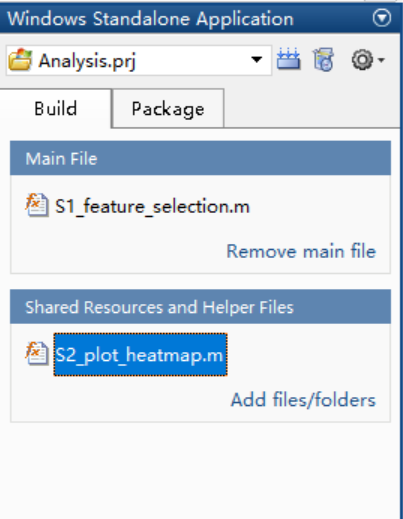 Windows Standalone Application
Analysis.prj
Build Package
Main File
S1_feature_selection.m
Remove main file
Shared Resources and Helper Files
S2_plot_heatmap.m
Add files/folders